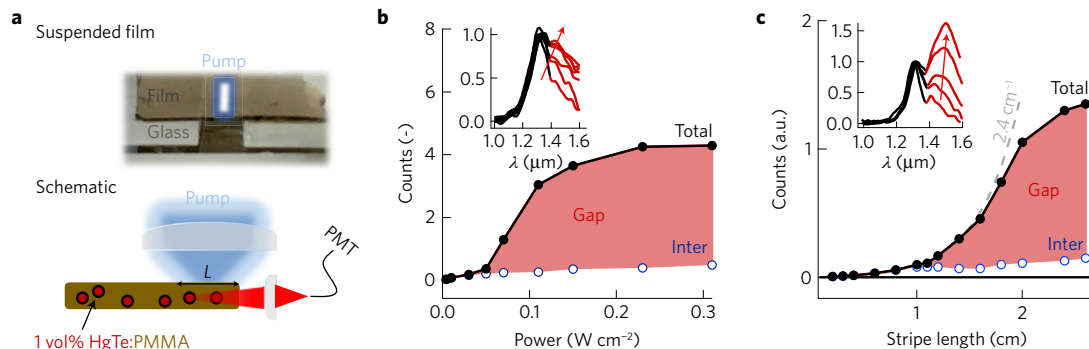 a
Suspended film
Pump
Film
Glass
Schematic
Pump
L
PMT
1 vol% HgTe:PMMA
b
8
6
4
2
0
Counts (-)
0.0
0.1
0.2
0.3
Power (W cm⁻²)
Total
Gap
Inter
1.0
0.5
0.0
1.0 1.2 1.4 1.6
λ (μm)
c
2
1
0
Counts (a.u.)
1
2
Stripe length (cm)
Total
2.4 cm⁻¹
Gap
Inter
1.5
1.0
0.5
0.0
1.0 1.2 1.4 1.6
λ (μm)